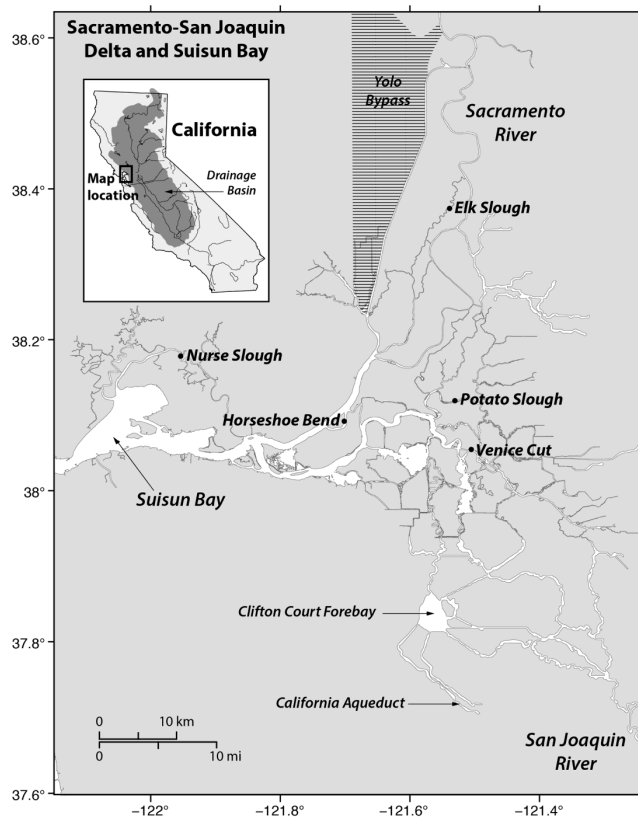 Sacramento-San Joaquin
Delta and Suisun Bay
California
Drainage
Basin
Map
location
Yolo
Bypass
Sacramento
River
Elk Slough
Nurse Slough
Potato Slough
Horseshoe Bend
Venice Cut
Suisun Bay
Clifton Court Forebay
California Aqueduct
San Joaquin
River
0 10 km
0 10 mi
38.6°
38.4°
38.2°
38°
37.8°
37.6°
−122° −121.8° −121.6° −121.4°